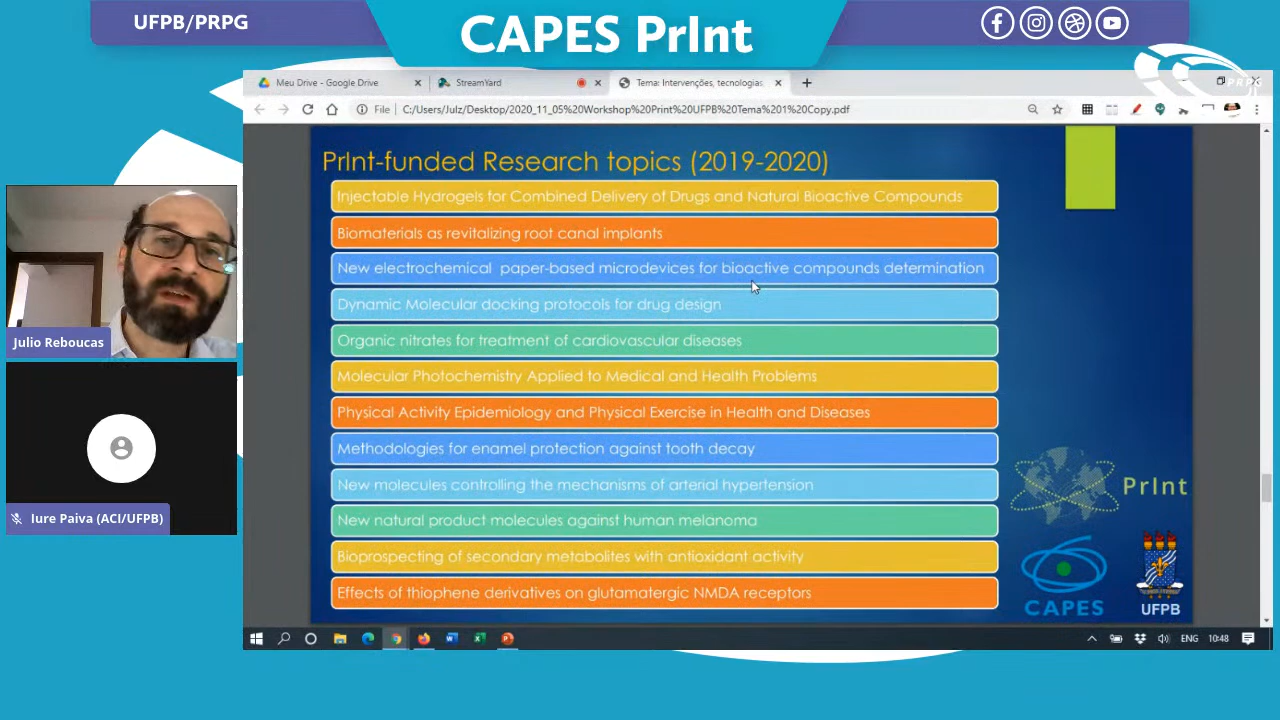 UFPB/PRPG
CAPES PrInt
Meu Drive - Google Drive
StreamYard
Tema: Intervenções, tecnologias
PRPG
File
C:/Users/Julz/Desktop/2020_11_05%20Workshop%20Print%20UFPB%20Tema%201%20Copy.pdf
PrInt-funded Research topics (2019-2020)
Injectable Hydrogels for Combined Delivery of Drugs and Natural Bioactive Compounds
Biomaterials as revitalizing root canal implants
New electrochemical paper-based microdevices for bioactive compounds determination
Dynamic Molecular docking protocols for drug design
Organic nitrates for treatment of cardiovascular diseases
Molecular Photochemistry Applied to Medical and Health Problems
Physical Activity Epidemiology and Physical Exercise in Health and Diseases
Methodologies for enamel protection against tooth decay
New molecules controlling the mechanisms of arterial hypertension
New natural product molecules against human melanoma
Bioprospecting of secondary metabolites with antioxidant activity
Effects of thiophene derivatives on glutamatergic NMDA receptors
PrInt
CAPES
UFPB
Julio Reboucas
Iure Paiva (ACI/UFPB)
ENG
10:48